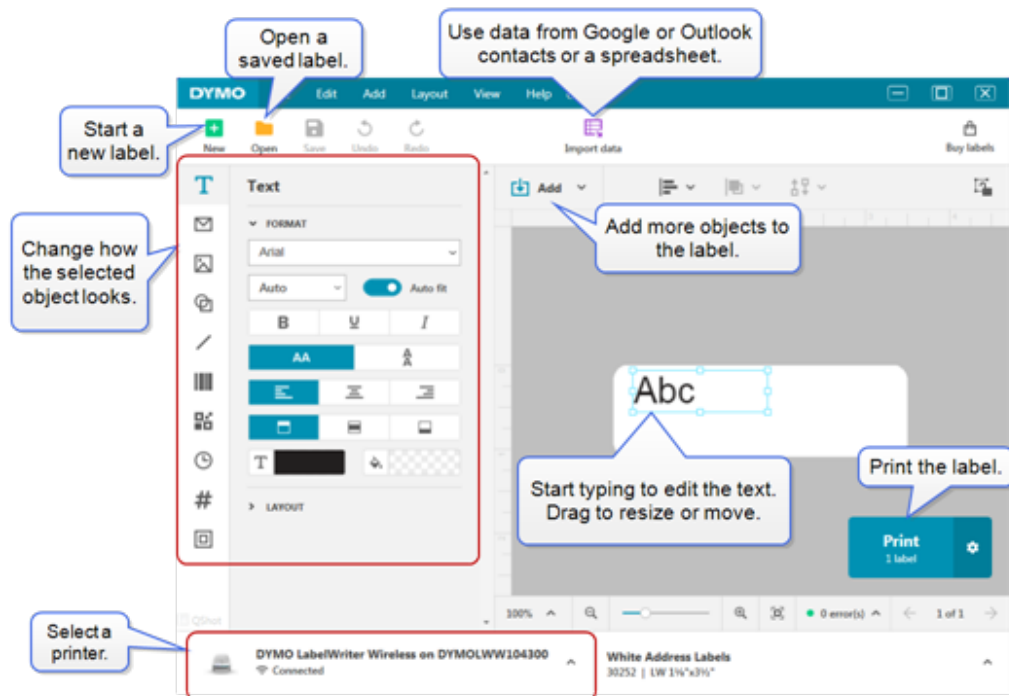 Open a
saved label.
Use data from Google or Outlook
contacts or a spreadsheet.
DYMO
Edit
Add
Layout
View
Help
Start a
new label.
New
Open
Save
Undo
Redo
Import data
Buy labels
T
Text
Add
FORMAT
Add more objects to
the label.
Change how
the selected
object looks.
Arial
Auto
Auto fit
B
U
I
AA
A
A
Abc
T
Print the label.
Start typing to edit the text.
Drag to resize or move.
#
LAYOUT
Print
1 label
QShot
100%
0 error(s)
1 of 1
Select a
printer.
DYMO LabelWriter Wireless on DYMOLWW104300
Connected
White Address Labels
30252 | LW 1⅛"x3½"